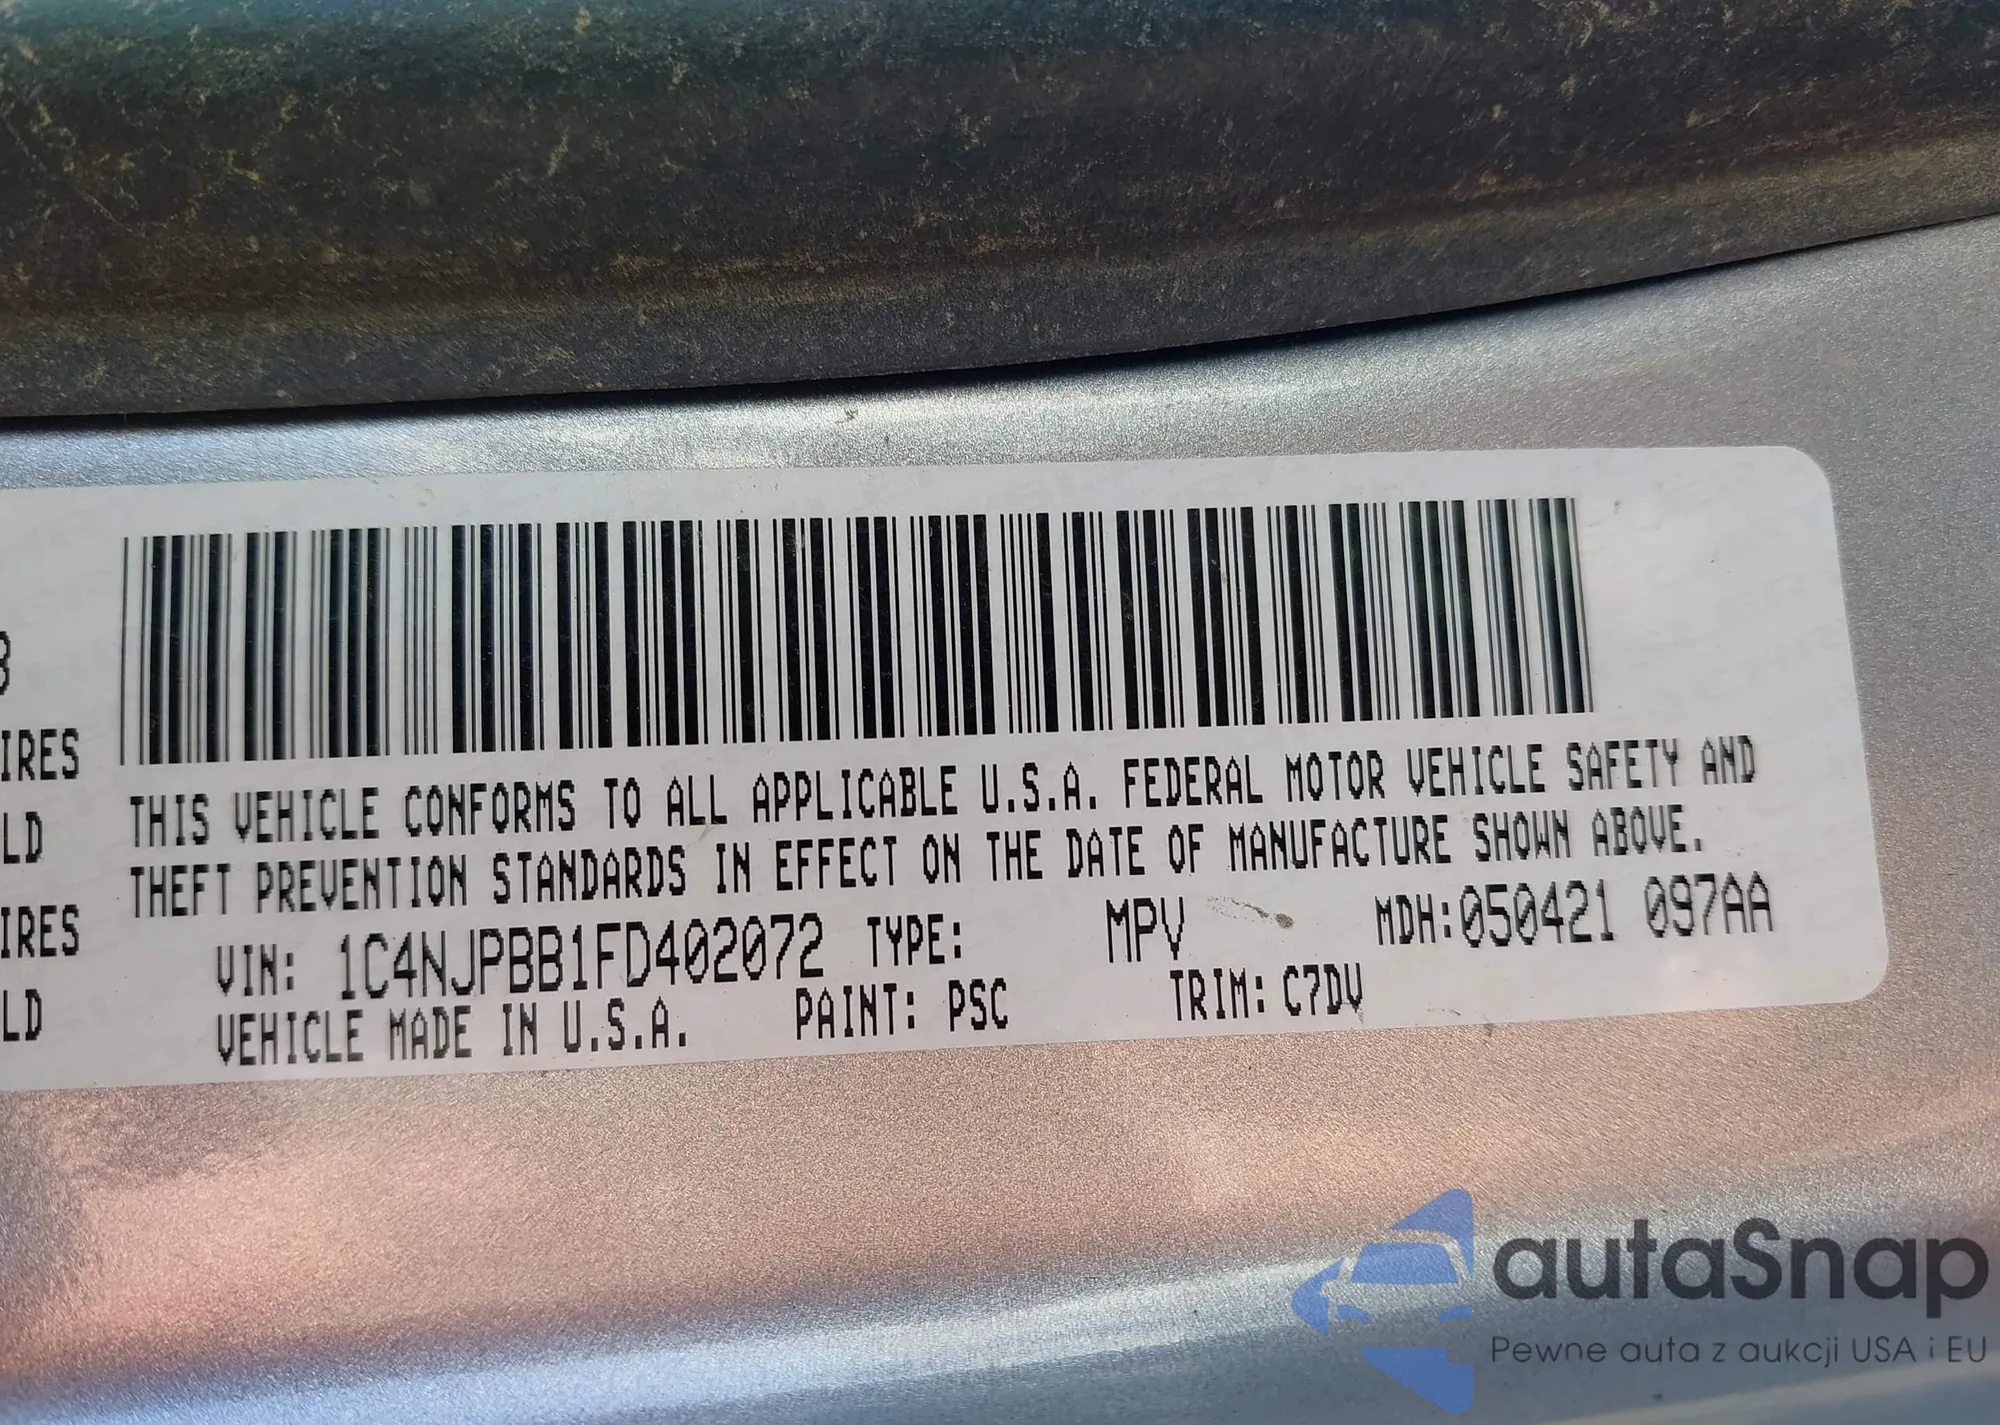 8
IRES
LD
IRES
LD
THIS VEHICLE CONFORMS TO ALL APPLICABLE U.S.A. FEDERAL MOTOR VEHICLE SAFETY AND
THEFT PREVENTION STANDARDS IN EFFECT ON THE DATE OF MANUFACTURE SHOWN ABOVE.
VIN: 1C4NJPBB1FD402072 TYPE: MPV MDH:050421 097AA
VEHICLE MADE IN U.S.A. PAINT: PSC TRIM: C7DV
autaSnap
Pewne auta z aukcji USA i EU